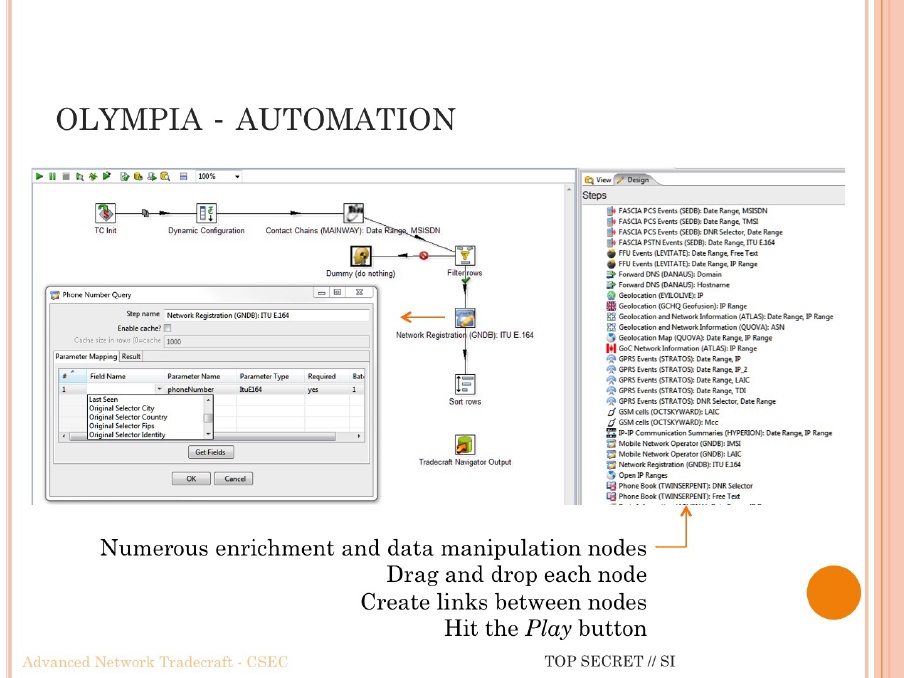 OLYMPIA - AUTOMATION
100%
View Design
Steps
TC Init
Dynamic Configuration
Contact Chains (MAINWAY): Date Range, MSISDN
Dummy (do nothing)
Filter rows
Network Registration (GNDB): ITU E.164
Sort rows
Tradecraft Navigator Output
Phone Number Query
Step name Network Registration (GNDB): ITU E.164
Enable cache?
Cache size in rows (0=cache 1000
Parameter Mapping Result
# Field Name Parameter Name Parameter Type Required Bat
1 phoneNumber ItuE164 yes 1
Last Seen
Original Selector City
Original Selector Country
Original Selector Fips
Original Selector Identity
Get Fields
OK Cancel
FASCIA PCS Events (SEDB): Date Range, MSISDN
FASCIA PCS Events (SEDB): Date Range, TMSI
FASCIA PCS Events (SEDB): DNR Selector, Date Range
FASCIA PSTN Events (SEDB): Date Range, ITU E.164
FFU Events (LEVITATE): Date Range, Free Text
FFU Events (LEVITATE): Date Range, IP Range
Forward DNS (DANAUS): Domain
Forward DNS (DANAUS): Hostname
Geolocation (EVILOLIVE): IP
Geolocation (GCHQ Geofusion): IP Range
Geolocation and Network Information (ATLAS): Date Range, IP Range
Geolocation and Network Information (QUOVA): ASN
Geolocation Map (QUOVA): Date Range, IP Range
GoC Network Information (ATLAS): IP Range
GPRS Events (STRATOS): Date Range, IP
GPRS Events (STRATOS): Date Range, IP_2
GPRS Events (STRATOS): Date Range, LAIC
GPRS Events (STRATOS): Date Range, TDI
GPRS Events (STRATOS): DNR Selector, Date Range
GSM cells (OCTSKYWARD): LAIC
GSM cells (OCTSKYWARD): Mcc
IP-IP Communication Summaries (HYPERION): Date Range, IP Range
Mobile Network Operator (GNDB): IMSI
Mobile Network Operator (GNDB): LAIC
Network Registration (GNDB): ITU E.164
Open IP Ranges
Phone Book (TWINSERPENT): DNR Selector
Phone Book (TWINSERPENT): Free Text
Numerous enrichment and data manipulation nodes
Drag and drop each node
Create links between nodes
Hit the Play button
Advanced Network Tradecraft - CSEC
TOP SECRET // SI